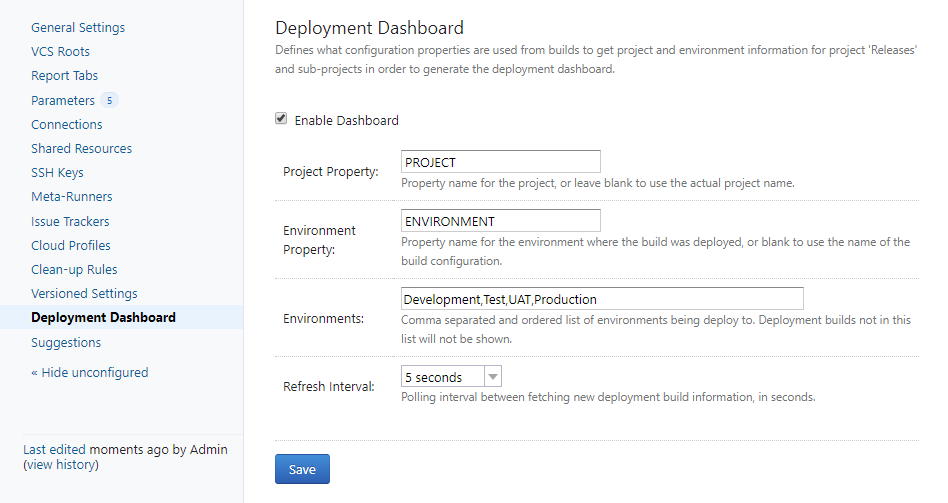 General Settings
VCS Roots
Report Tabs
Parameters 5
Connections
Shared Resources
SSH Keys
Meta-Runners
Issue Trackers
Cloud Profiles
Clean-up Rules
Versioned Settings
Deployment Dashboard
Suggestions
« Hide unconfigured
Last edited moments ago by Admin
(view history)
Deployment Dashboard
Defines what configuration properties are used from builds to get project and environment information for project 'Releases'
and sub-projects in order to generate the deployment dashboard.
Enable Dashboard
Project Property:
PROJECT
Property name for the project, or leave blank to use the actual project name.
Environment
Property:
ENVIRONMENT
Property name for the environment where the build was deployed, or blank to use the name of the
build configuration.
Environments:
Development,Test,UAT,Production
Comma separated and ordered list of environments being deploy to. Deployment builds not in this
list will not be shown.
Refresh Interval:
5 seconds
Polling interval between fetching new deployment build information, in seconds.
Save